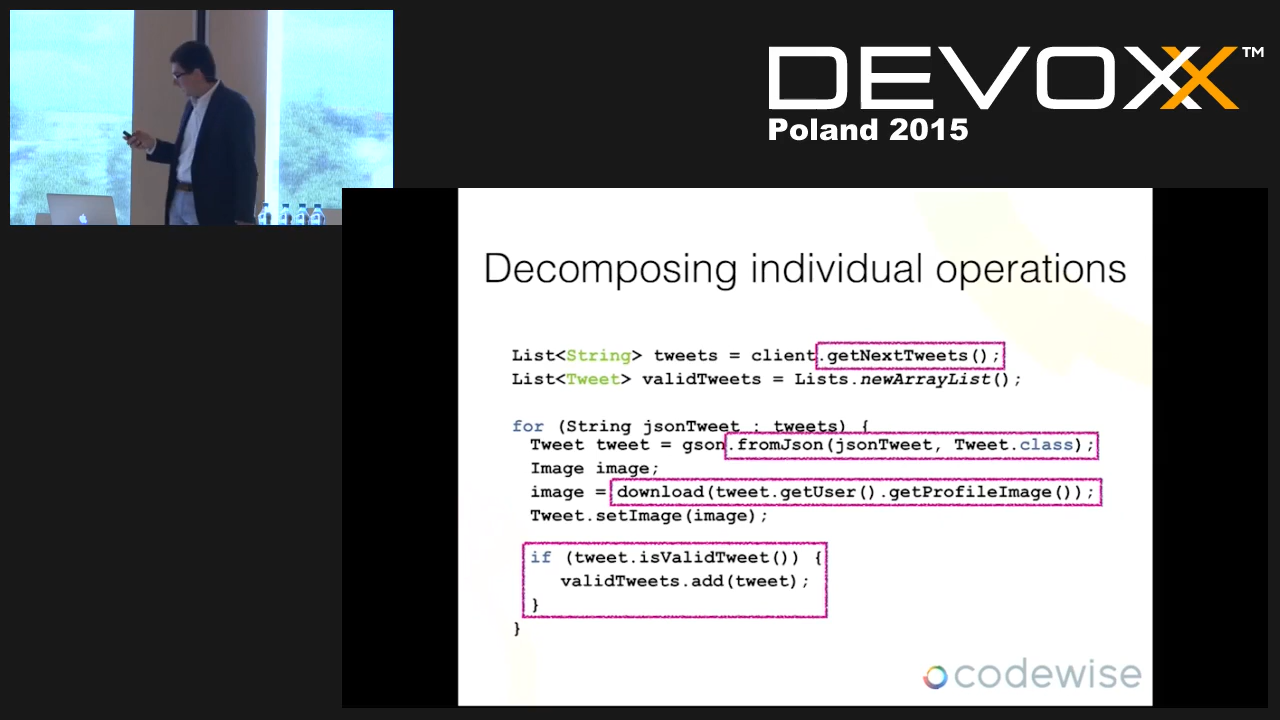 DEVOXX™
Poland 2015
Decomposing individual operations
List<String> tweets = client.getNextTweets();
List<Tweet> validTweets = Lists.newArrayList();
for (String jsonTweet : tweets) {
Tweet tweet = gson.fromJson(jsonTweet, Tweet.class);
Image image;
image = download(tweet.getUser().getProfileImage());
Tweet.setImage(image);
if (tweet.isValidTweet()) {
validTweets.add(tweet);
}
}
codewise